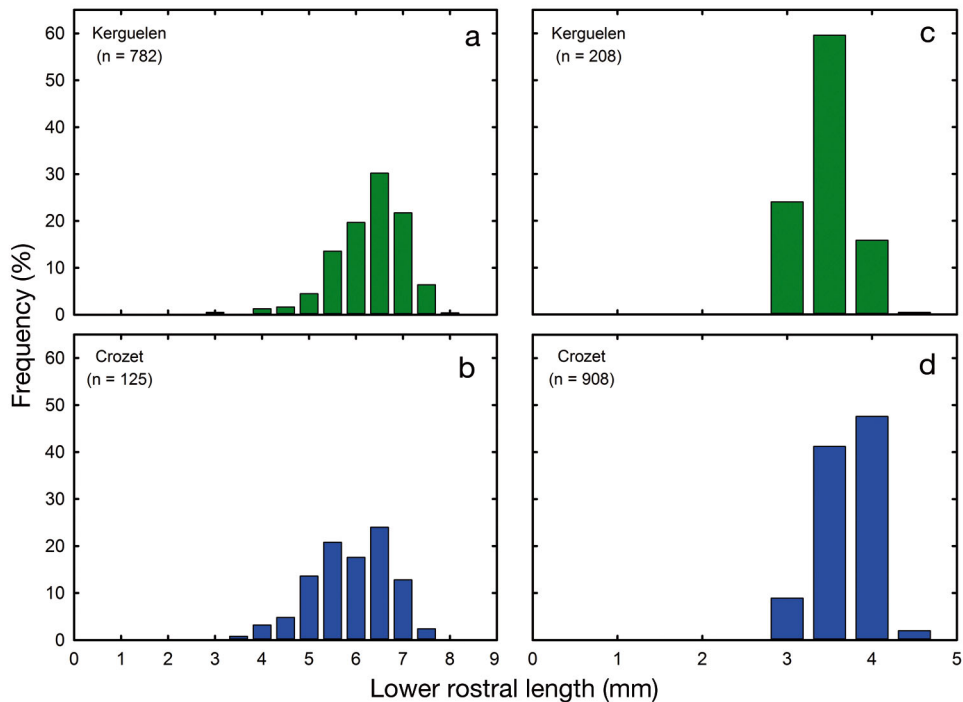 Kerguelen
(n = 782)
a
60
50
40
30
20
10
0
Kerguelen
(n = 208)
c
Frequency (%)
Crozet
(n = 125)
b
60
50
40
30
20
10
0
0 1 2 3 4 5 6 7 8 9
Crozet
(n = 908)
d
0 1 2 3 4 5
Lower rostral length (mm)